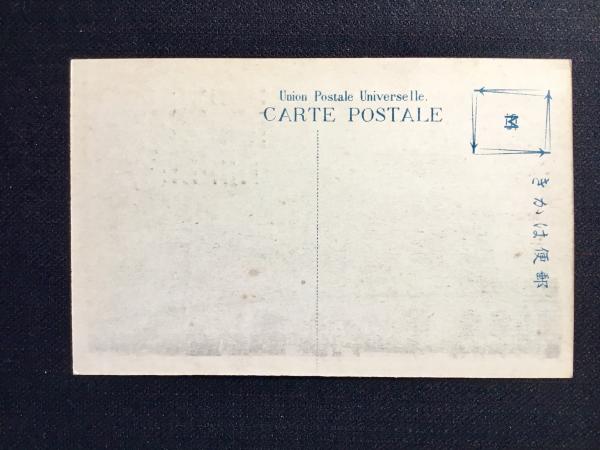 Union Postale Universelle.
CARTE POSTALE
きかは便郵